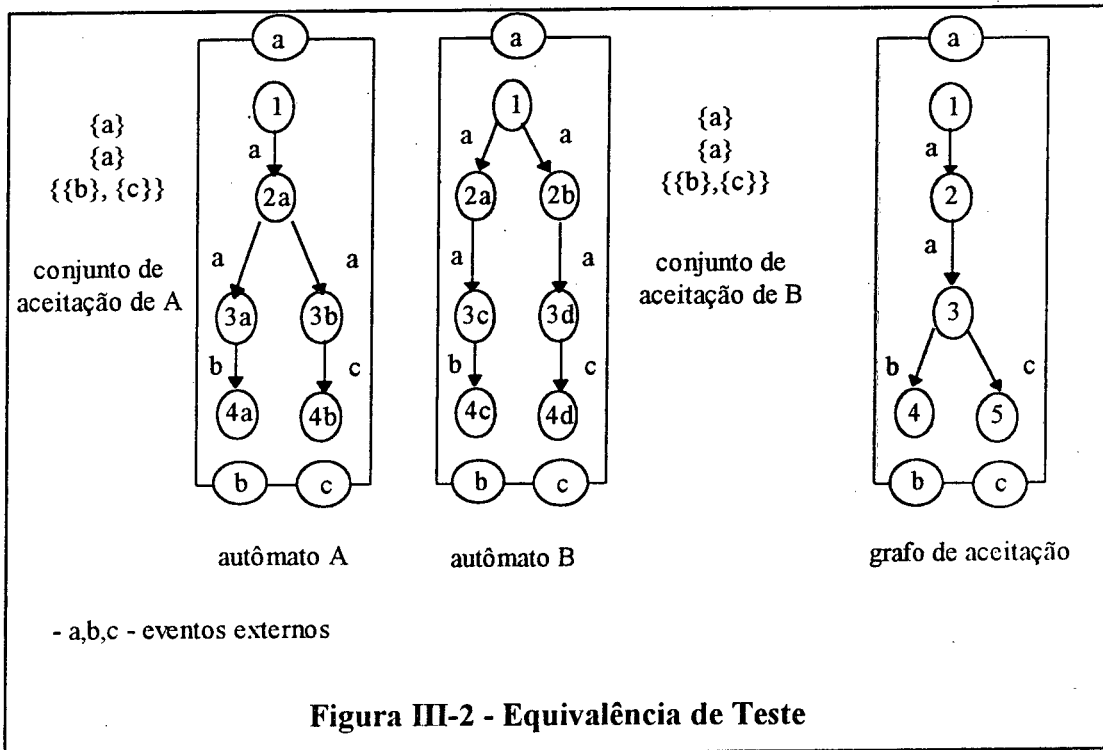 a
1
{a}
{a}
{{b}, {c}}
a
2a
conjunto de
aceitação de A
a
a
3a
3b
b
c
4a
4b
b
c
autômato A
a
1
a
a
2a
2b
{a}
{a}
{{b},{c}}
a
a
conjunto de
aceitação de B
3c
3d
b
c
4c
4d
b
c
autômato B
a
1
a
2
a
3
b
c
4
5
b
c
grafo de aceitação
- a,b,c - eventos externos
Figura III-2 - Equivalência de Teste